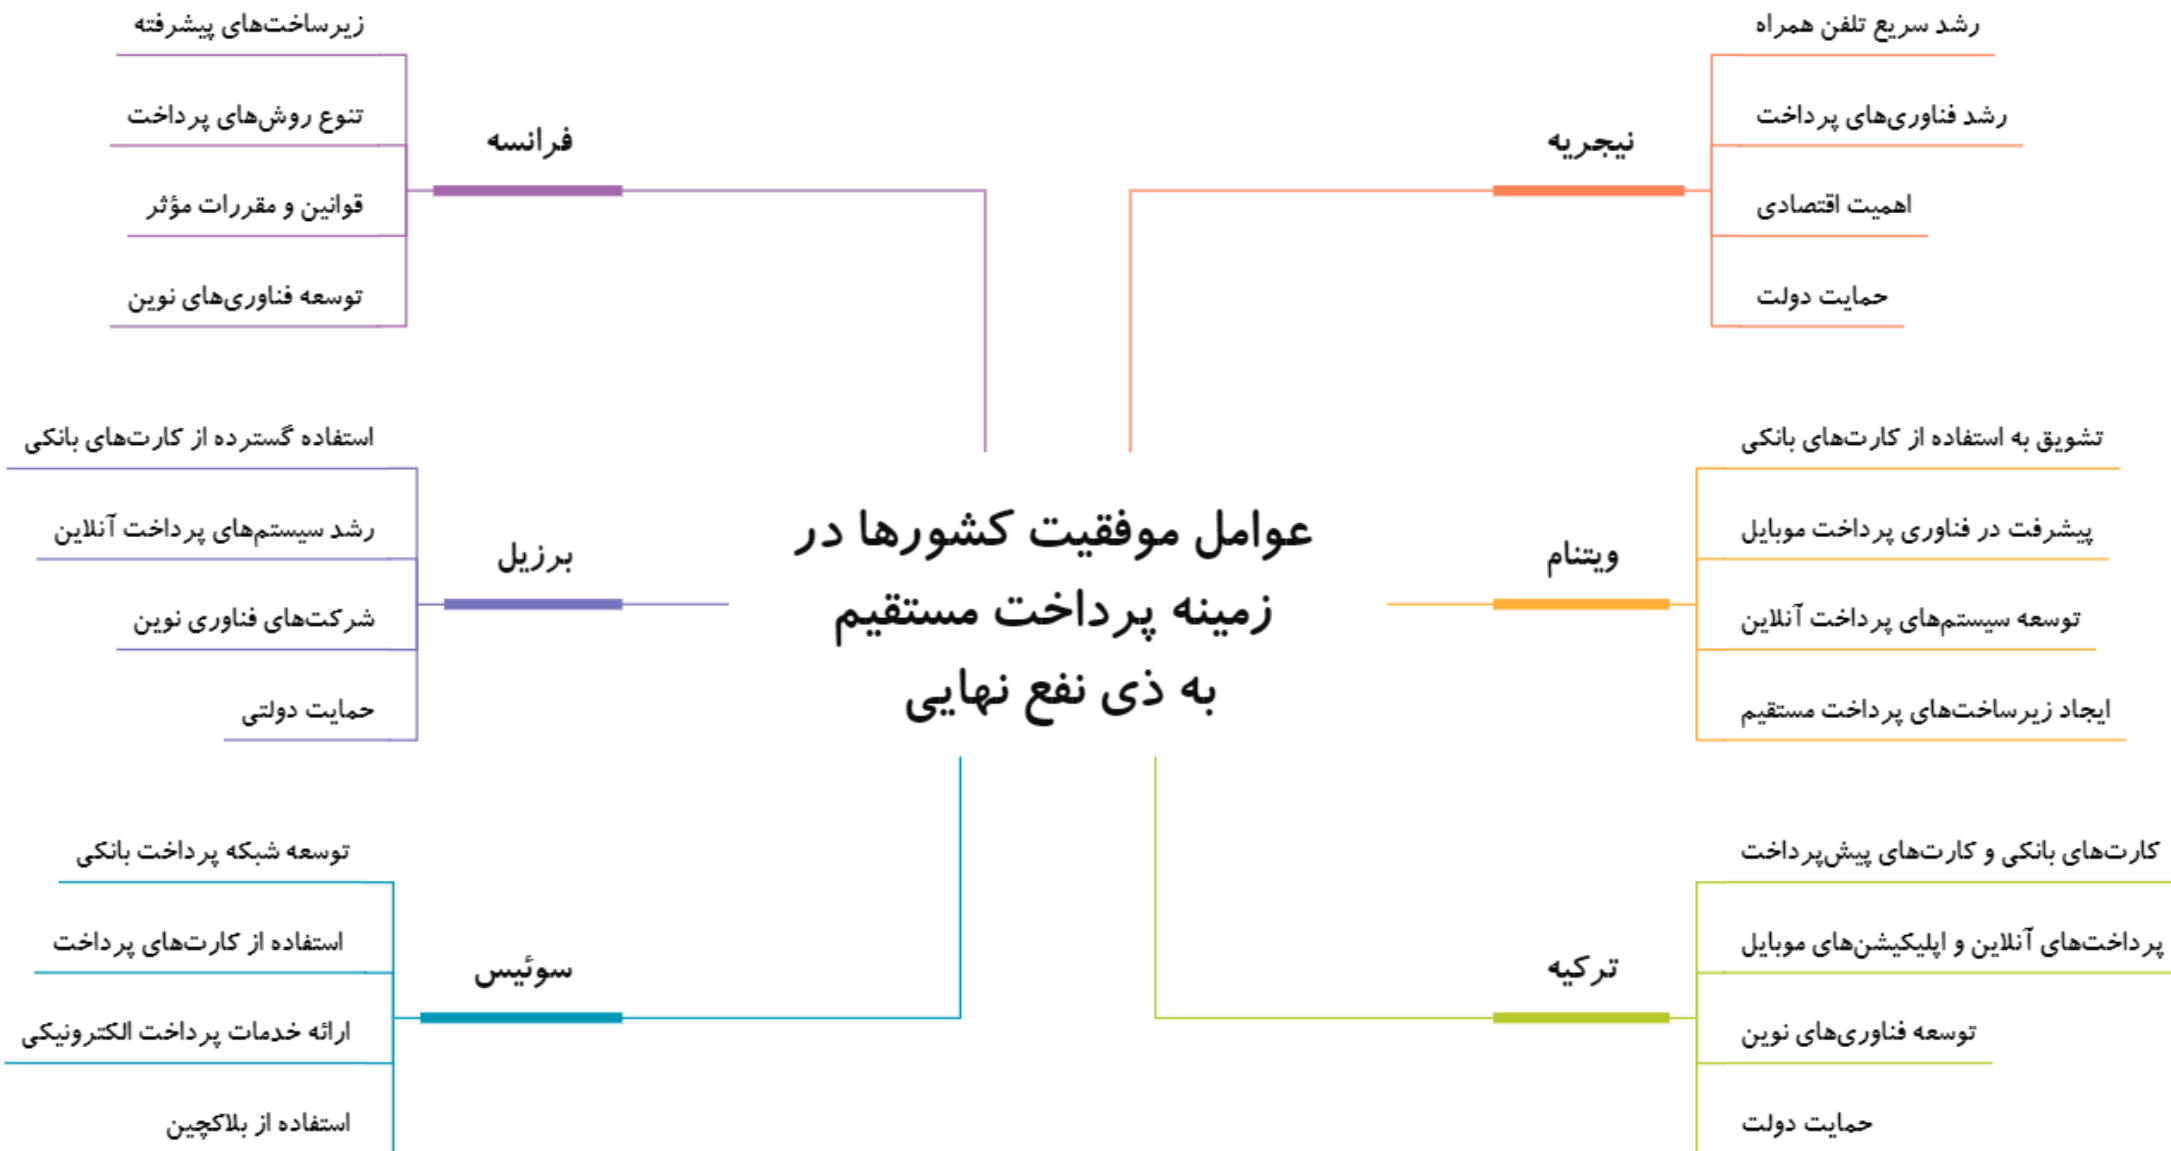 عوامل موفقیت کشورها در
زمینه پرداخت مستقیم
به ذی نفع نهایی
نیجریه
رشد سریع تلفن همراه
رشد فناوری‌های پرداخت
اهمیت اقتصادی
حمایت دولت
ویتنام
تشویق به استفاده از کارت‌های بانکی
پیشرفت در فناوری پرداخت موبایل
توسعه سیستم‌های پرداخت آنلاین
ایجاد زیرساخت‌های پرداخت مستقیم
ترکیه
کارت‌های بانکی و کارت‌های پیش‌پرداخت
پرداخت‌های آنلاین و اپلیکیشن‌های موبایل
توسعه فناوری‌های نوین
حمایت دولت
فرانسه
زیرساخت‌های پیشرفته
تنوع روش‌های پرداخت
قوانین و مقررات مؤثر
توسعه فناوری‌های نوین
برزیل
استفاده گسترده از کارت‌های بانکی
رشد سیستم‌های پرداخت آنلاین
شرکت‌های فناوری نوین
حمایت دولتی
سوئیس
توسعه شبکه پرداخت بانکی
استفاده از کارت‌های پرداخت
ارائه خدمات پرداخت الکترونیکی
استفاده از بلاکچین